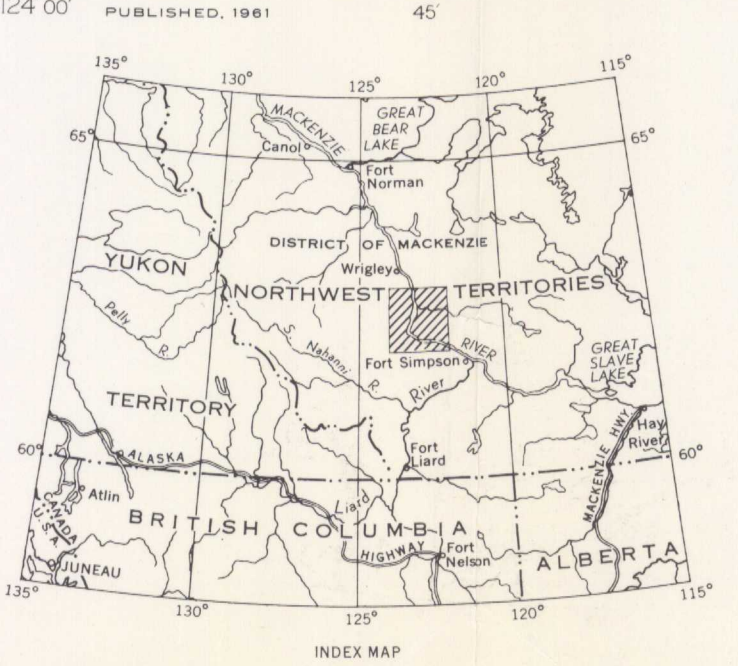 124 00'
PUBLISHED, 1961
45'
135°
130°
125°
120°
115°
MACKENZIE
GREAT
BEAR
LAKE
65°
65°
Canol
Fort
Norman
DISTRICT OF MACKENZIE
YUKON
Wrigley
NORTHWEST TERRITORIES
Pelly R.
S. Nahanni R.
RIVER
Fort Simpson
GREAT
SLAVE
LAKE
River
TERRITORY
MACKENZIE HWY.
Hay
River
60°
60°
ALASKA
Fort
Liard
Atlin
Liard
CANADA
U.S.A.
BRITISH COLUMBIA
HIGHWAY
Fort
Nelson
ALBERTA
JUNEAU
135°
130°
125°
120°
115°
INDEX MAP